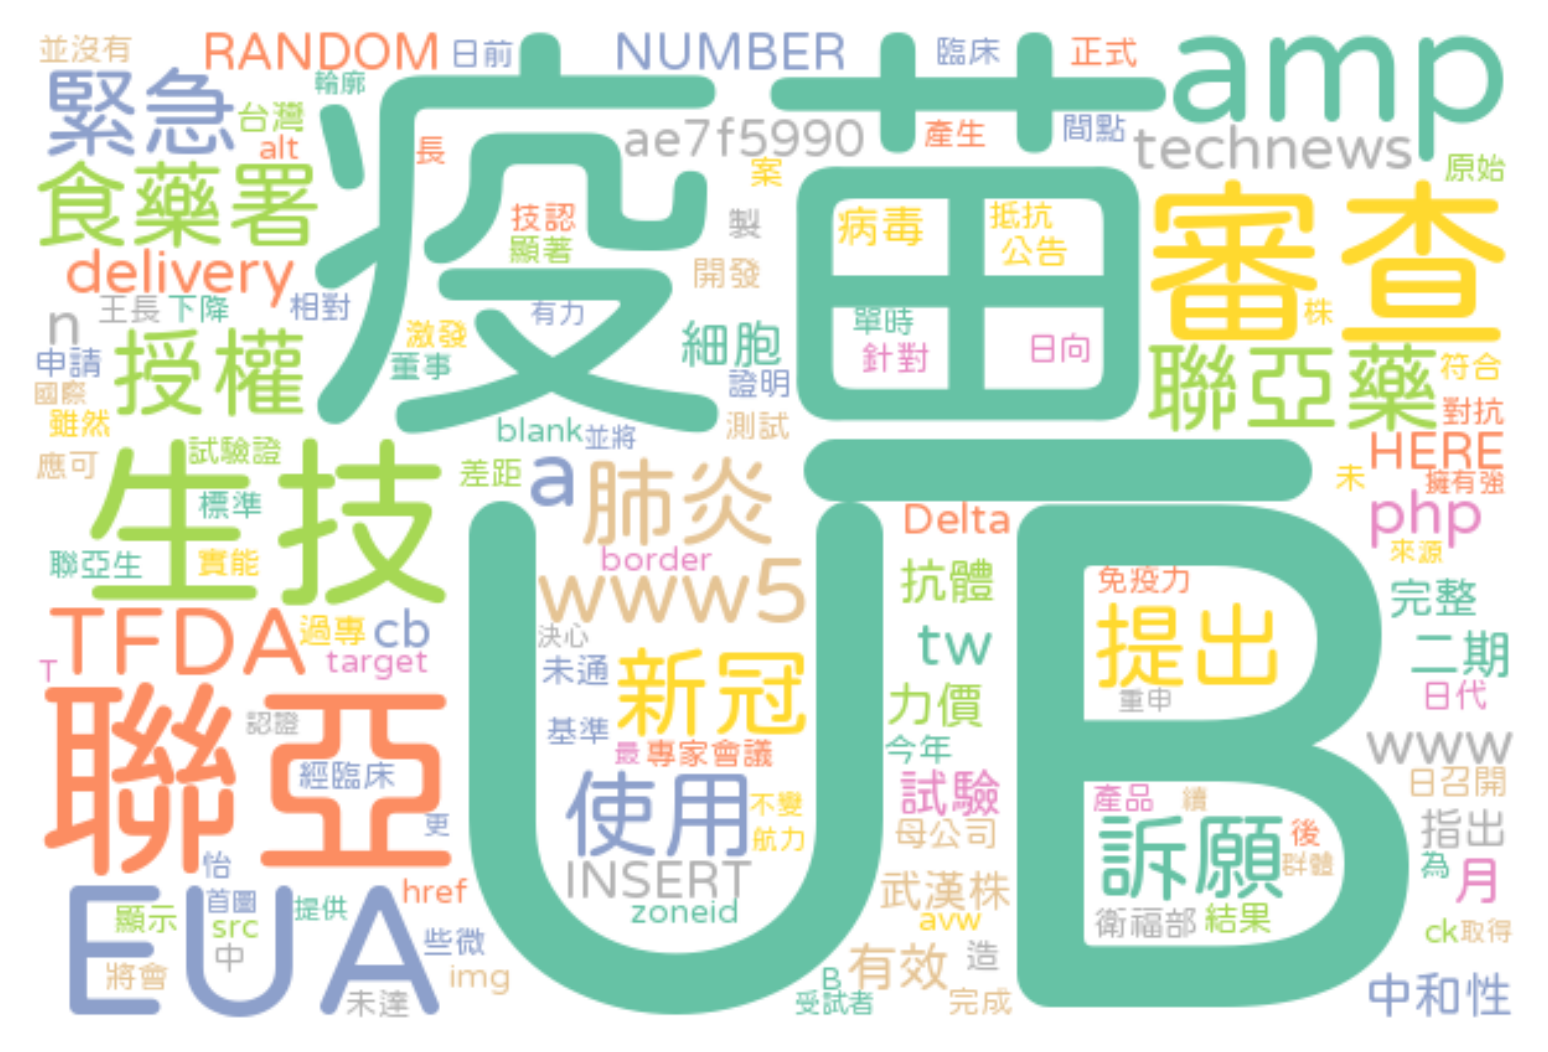 並沒有 RANDOM 日前 NUMBER 臨床 正式 amp
緊急 輪廓 疫苗
台灣 alt 長 ae7f5990 產生 間點 technews
食藥署 案 原始
技認 顯著 製 病毒 抵抗 公告 審查
delivery 開發
n 王長 下降 相對 有力 單時 株
申請 授權 激發 董事 細胞 針對 日向 聯亞藥 符合
國際 證明
雖然 blank 並將 測試 對抗
應可 生技 試驗證 差距 a 肺炎 HERE
標準 UB 未 擁有強
Delta php
聯亞生 實能 border 抗體 免疫力 來源
www5 完整
TFDA 過專 cb 決心 tw 提出 二期
T target 未通 新冠
聯亞 認證 基準 力價 重申 日代
最 專家會議 今年 www
經臨床 使用 試驗 產品 續 日召開
更 不變 航力 母公司 訴願 後 指出
怡 INSERT 群體 為 月
EUA 首圖 提供 href zoneid 武漢株
顯示 src avw 衛福部 結果 ck 取得
中 些微 有效 造
將會 img B
未達 受試者 完成 中和性